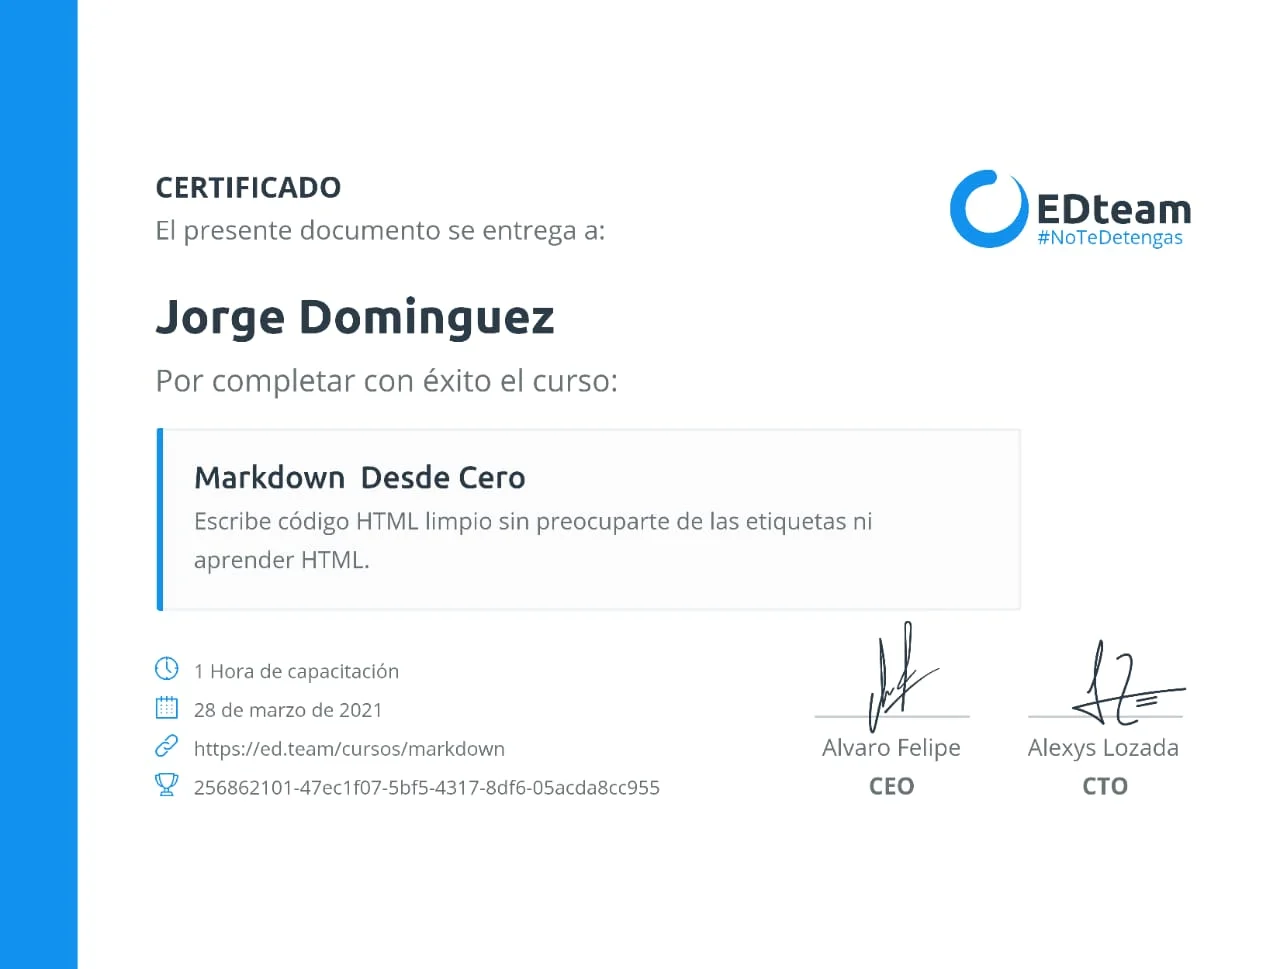 CERTIFICADO
El presente documento se entrega a:
EDteam
#NoTeDetengas
Jorge Dominguez
Por completar con éxito el curso:
Markdown  Desde Cero
Escribe código HTML limpio sin preocuparte de las etiquetas ni
aprender HTML.
1 Hora de capacitación
28 de marzo de 2021
https://ed.team/cursos/markdown
256862101-47ec1f07-5bf5-4317-8df6-05acda8cc955
Alvaro Felipe
CEO
Alexys Lozada
CTO